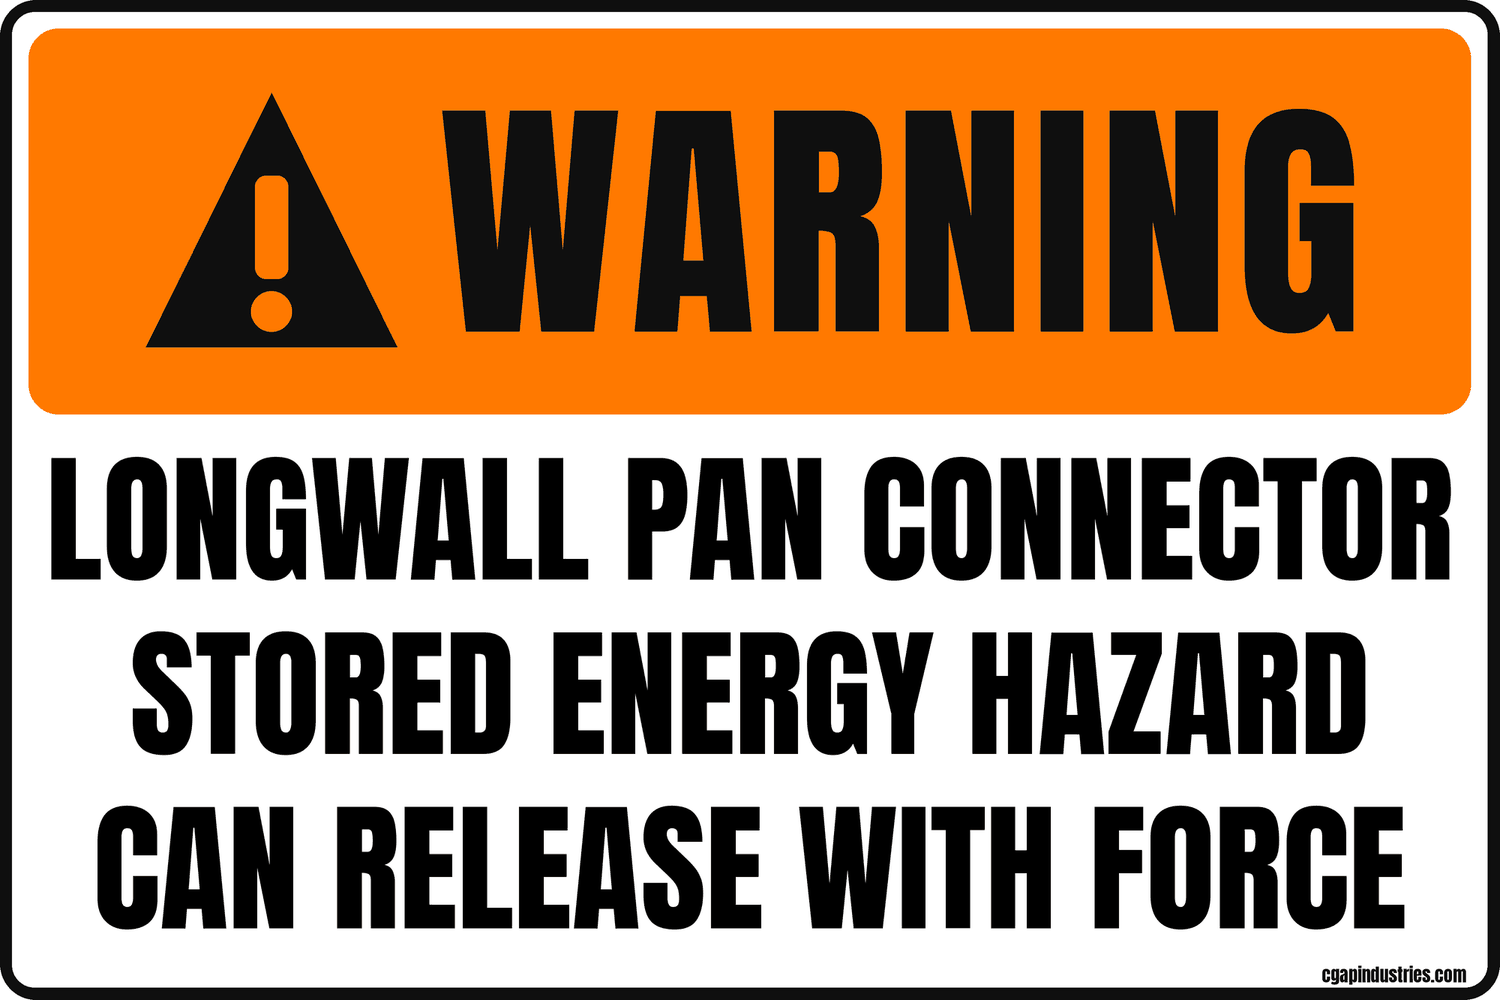 WARNING
LONGWALL PAN CONNECTOR
STORED ENERGY HAZARD
CAN RELEASE WITH FORCE
cgapindustries.com